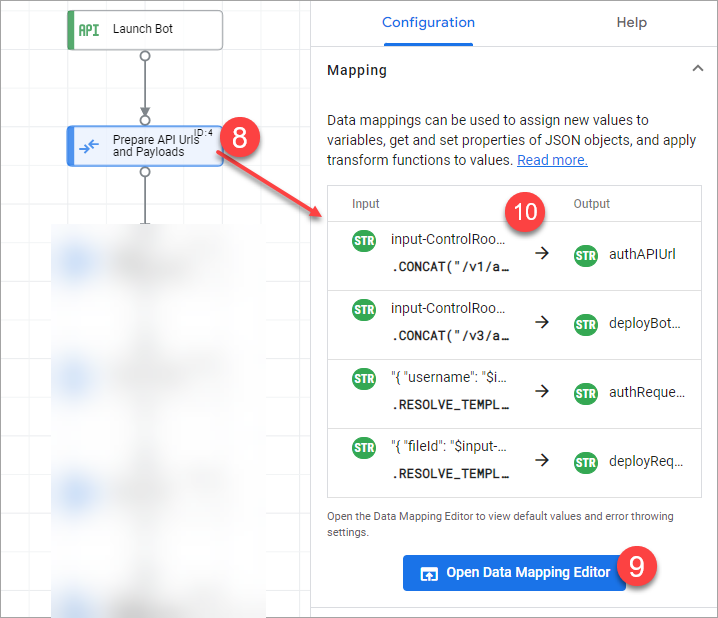 API Launch Bot
ID:4
Prepare API Urls
and Payloads
8
Configuration
Help
Mapping
Data mappings can be used to assign new values to
variables, get and set properties of JSON objects, and apply
transform functions to values. Read more.
Input
10
Output
STR
input-ControlRoo...
.CONCAT("/v1/a...
STR
authAPIUrl
STR
input-ControlRoo...
.CONCAT("/v3/a...
STR
deployBot...
STR
"{ "username": "$i...
.RESOLVE_TEMPL...
STR
authReque...
STR
"{ "fileId": "$input-...
.RESOLVE_TEMPL...
STR
deployReq...
Open the Data Mapping Editor to view default values and error throwing
settings.
Open Data Mapping Editor
9